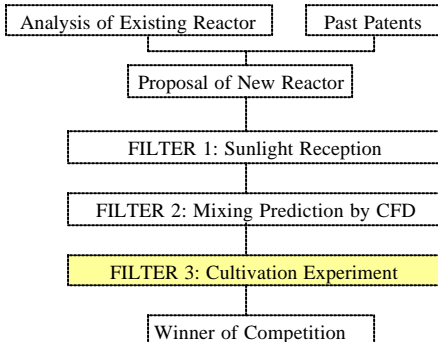 Analysis of Existing Reactor
Past Patents
Proposal of New Reactor
FILTER 1: Sunlight Reception
FILTER 2: Mixing Prediction by CFD
FILTER 3: Cultivation Experiment
Winner of Competition